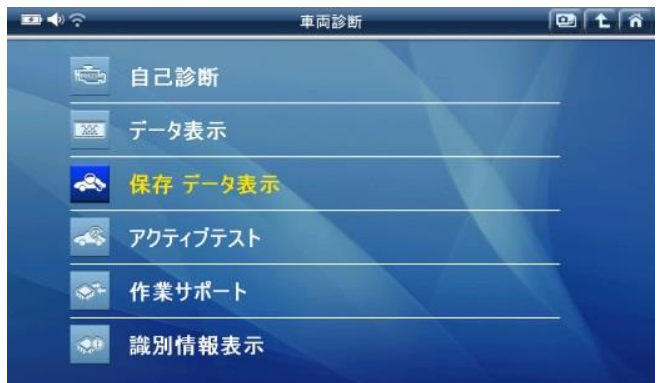 車両診断
自己診断
データ表示
保存 データ表示
アクティブテスト
作業サポート
識別情報表示